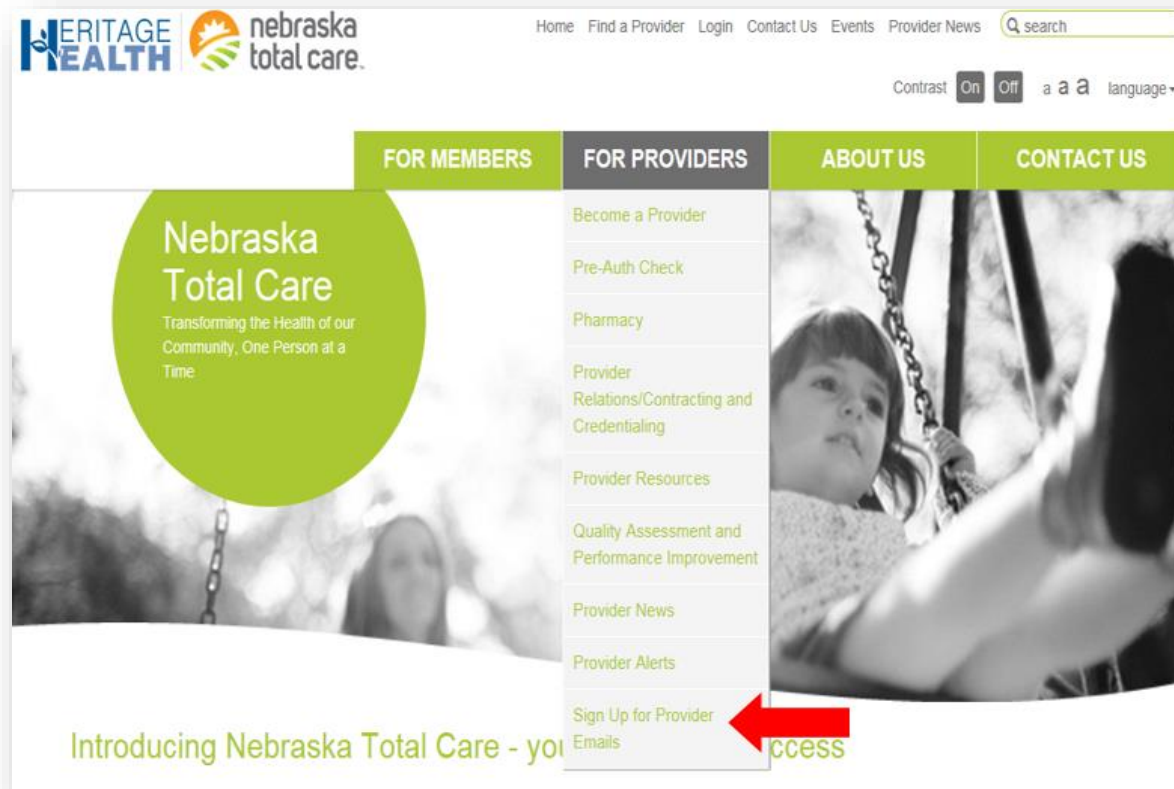 HERITAGE
HEALTH
nebraska
total care
Home Find a Provider Login Contact Us Events Provider News search
Contrast On Off a a a language
FOR MEMBERS FOR PROVIDERS ABOUT US CONTACT US
Nebraska
Total Care
Transforming the Health of our
Community, One Person at a
Time
Become a Provider
Pre-Auth Check
Pharmacy
Provider
Relations/Contracting and
Credentialing
Provider Resources
Quality Assessment and
Performance Improvement
Provider News
Provider Alerts
Sign Up for Provider
Emails
Introducing Nebraska Total Care -